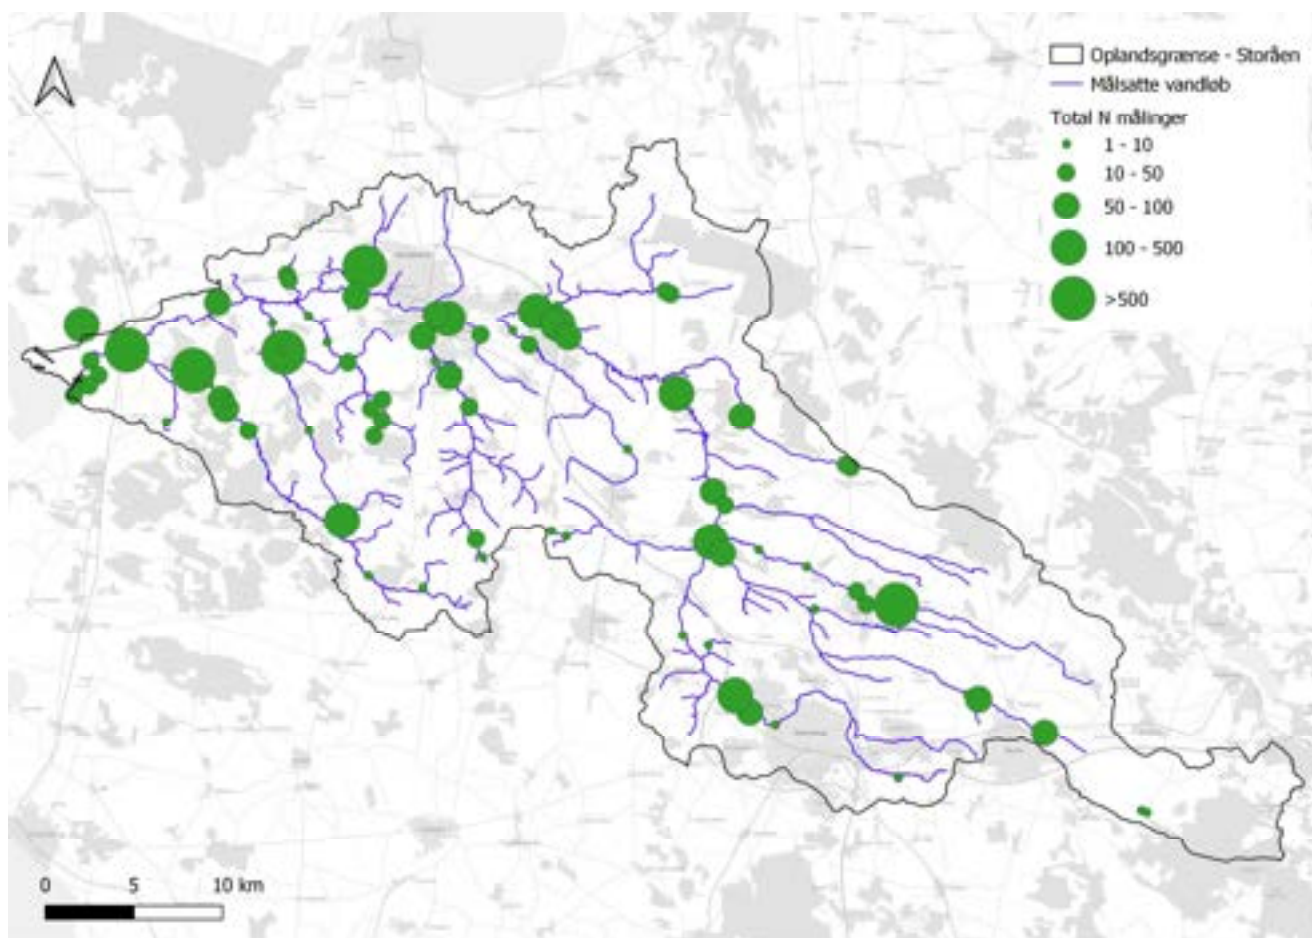 Oplandsgrænse - Storåen
Målsatte vandløb
Total N målinger
1 - 10
10 - 50
50 - 100
100 - 500
>500
0 5 10 km